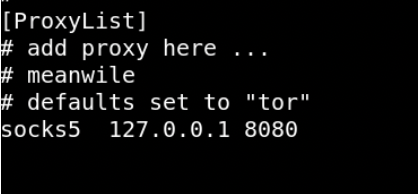 [ProxyList]
# add proxy here ...
# meanwile
# defaults set to "tor"
socks5  127.0.0.1 8080